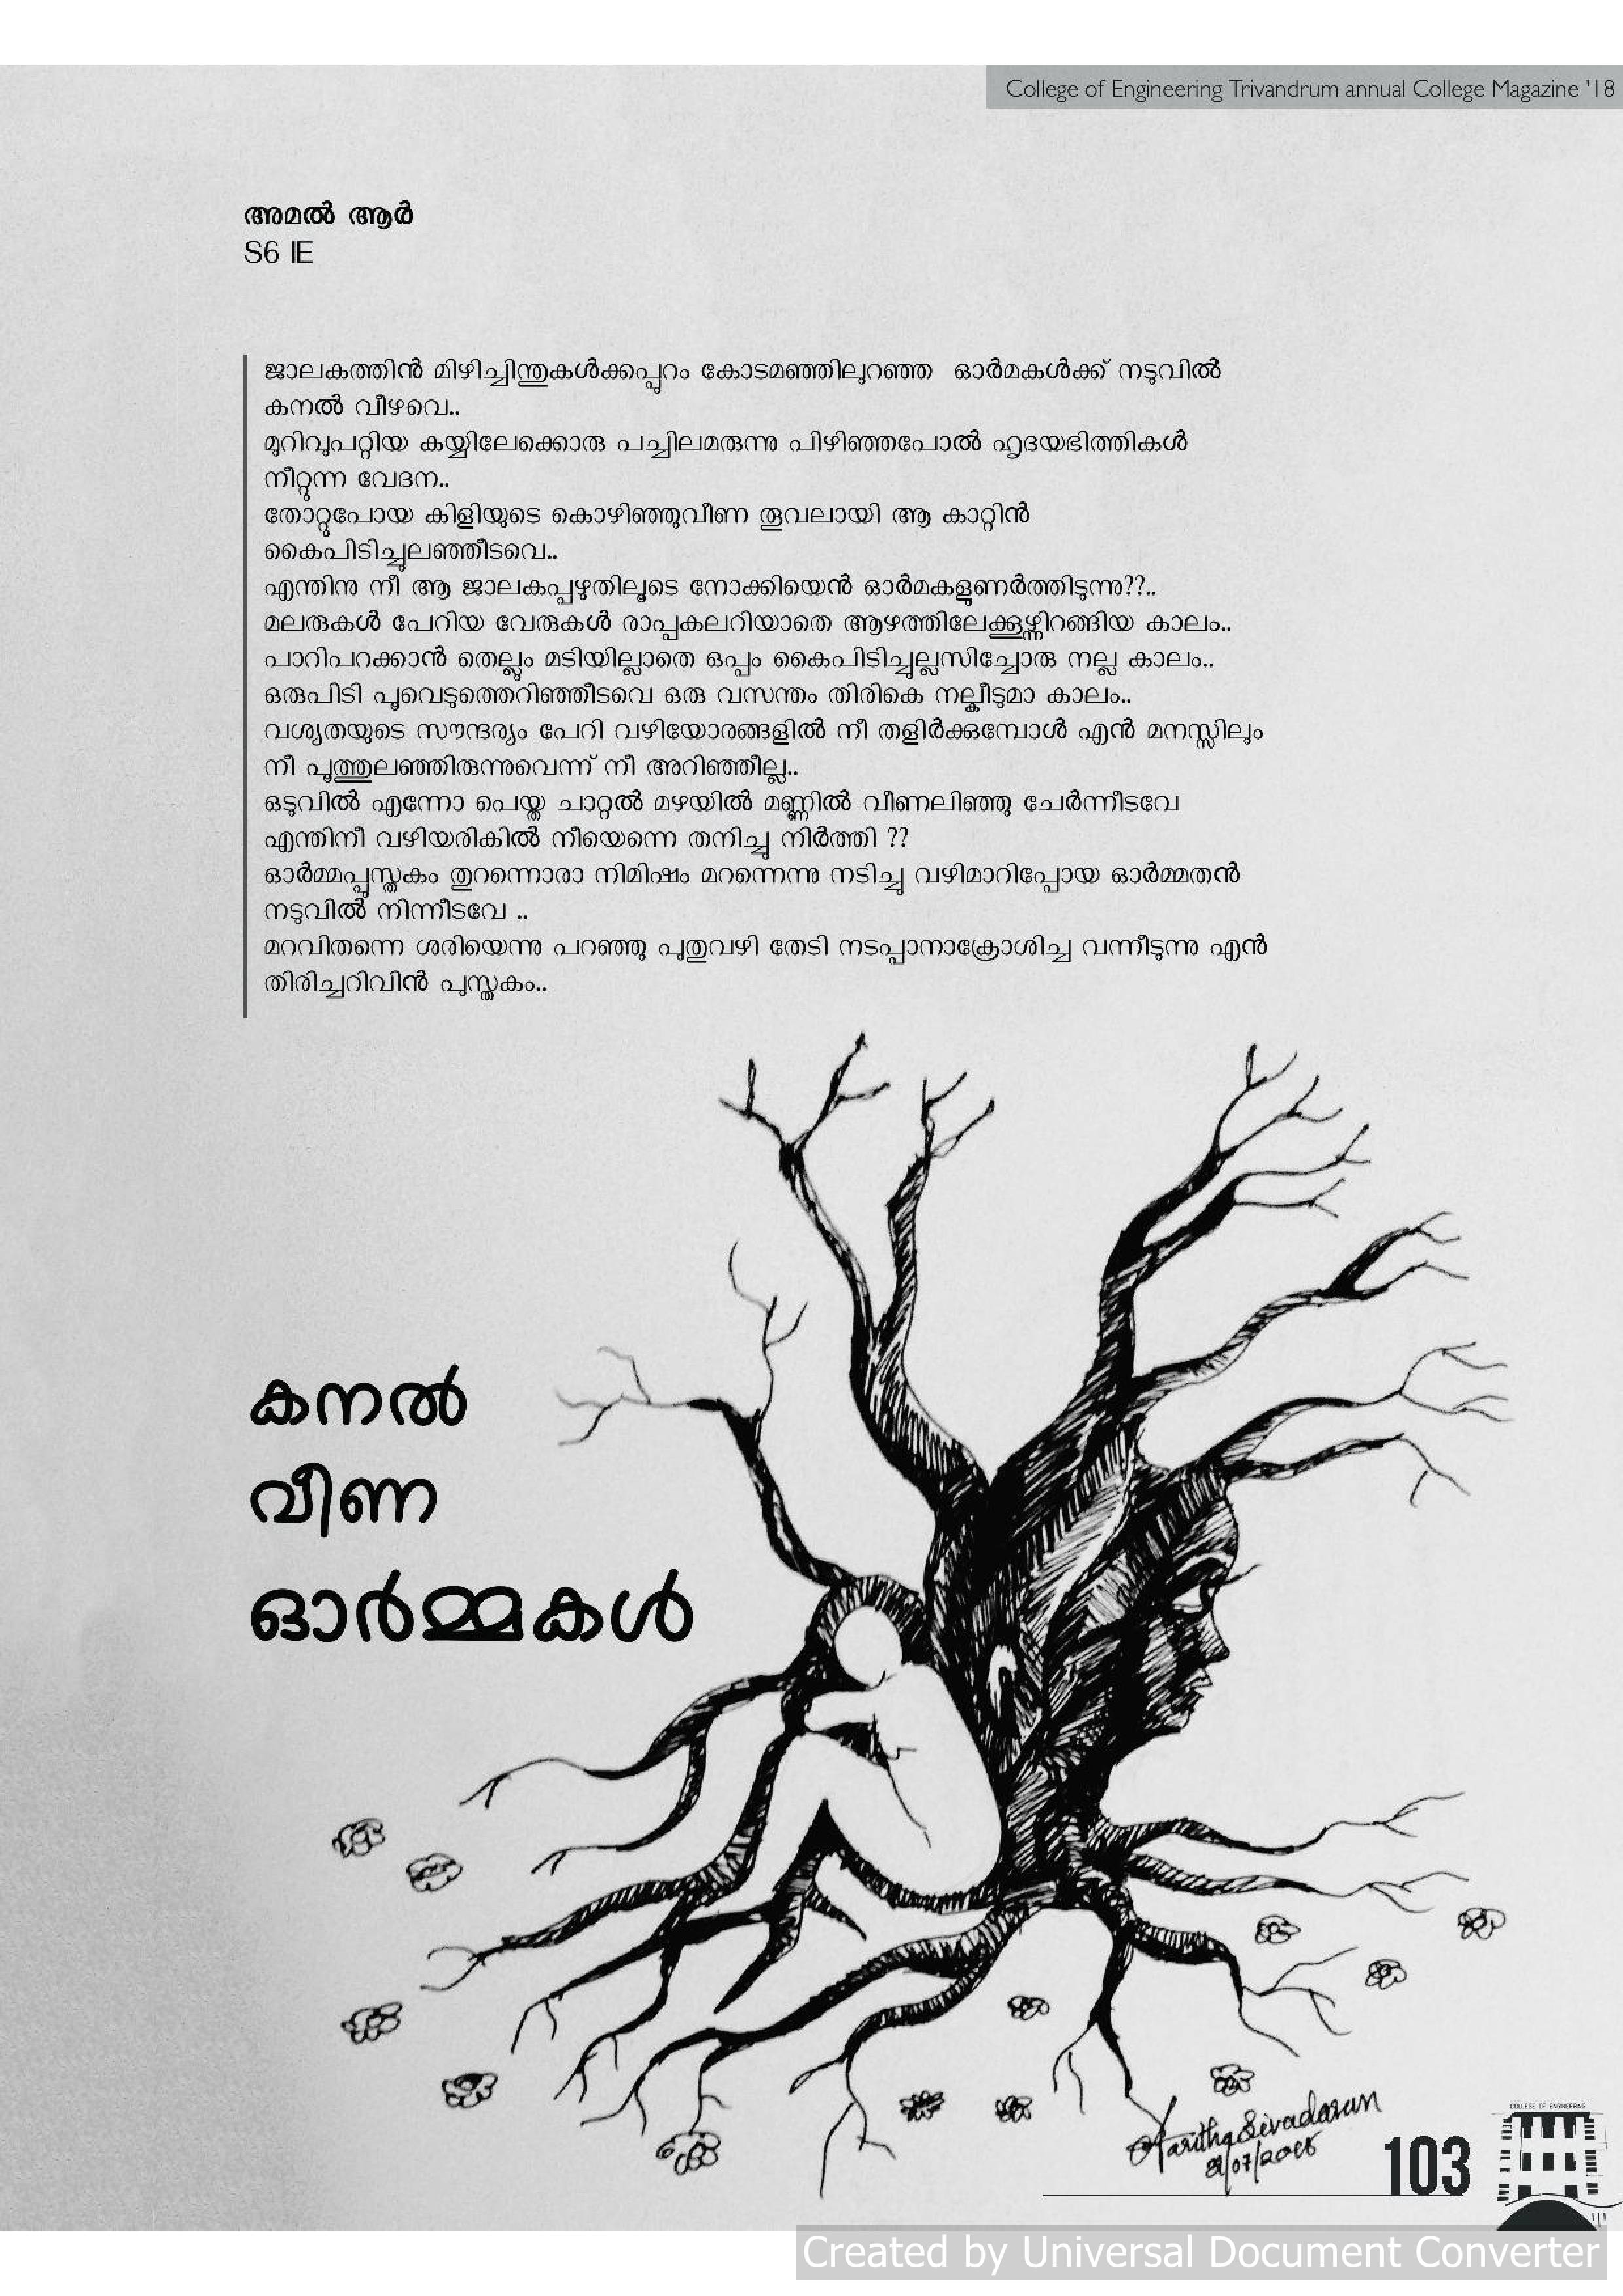 College of Engineering Trivandrum annual College Magazine '18
അമൽ ആർ
S6 IE
ജാലകത്തിൻ മിഴിച്ചിന്തുകൾക്കപ്പുറം കോടമഞ്ഞിലുറഞ്ഞ ഓർമകൾക്ക് നടുവിൽ
കനൽ വീഴവെ..
മുറിവുപറ്റിയ കയ്യിലേക്കൊരു പച്ചിലമരുന്നു പിഴിഞ്ഞപോൽ ഹൃദയഭിത്തികൾ
നീറ്റുന്ന വേദന..
തോറ്റുപോയ കിളിയുടെ കൊഴിഞ്ഞുവീണ തൂവലായി ആ കാറ്റിൻ
കൈപിടിച്ചുലഞ്ഞീടവെ..
എന്തിനു നീ ആ ജാലകപ്പഴുതിലൂടെ നോക്കിയെൻ ഓർമകളുണർത്തിടുന്നു??..
മലരുകൾ പേറിയ വേരുകൾ രാപ്പകലറിയാതെ ആഴത്തിലേക്കൂഴ്ന്നിറങ്ങിയ കാലം..
പാറിപറക്കാൻ തെല്ലും മടിയില്ലാതെ ഒപ്പം കൈപിടിച്ചുല്ലസിച്ചോരു നല്ല കാലം..
ഒരുപിടി പൂവെടുത്തെറിഞ്ഞീടവെ ഒരു വസന്തം തിരികെ നല്കീടുമാ കാലം..
വശ്യതയുടെ സൗന്ദര്യം പേറി വഴിയോരങ്ങളിൽ നീ തളിർക്കുമ്പോൾ എൻ മനസ്സിലും
നീ പൂത്തുലഞ്ഞിരുന്നുവെന്ന് നീ അറിഞ്ഞീല്ല..
ഒടുവിൽ എന്നോ പെയ്ത ചാറ്റൽ മഴയിൽ മണ്ണിൽ വീണലിഞ്ഞു ചേർന്നീടവേ
എന്തിനീ വഴിയരികിൽ നീയെന്നെ തനിച്ചു നിർത്തി ??
ഓർമ്മപ്പുസ്തകം തുറന്നൊരാ നിമിഷം മറന്നെന്നു നടിച്ചു വഴിമാറിപ്പോയ ഓർമ്മതൻ
നടുവിൽ നിന്നീടവേ ..
മറവിതന്നെ ശരിയെന്നു പറഞ്ഞു പുതുവഴി തേടി നടപ്പാനാക്രോശിച്ചു വന്നീടുന്നു എൻ
തിരിച്ചറിവിൻ പുസ്തകം..
കനൽ
വീണ
ഓർമ്മകൾ
Haritha Sivadasan
103
COLLEGE OF ENGINEERING
Created by Universal Document Converter